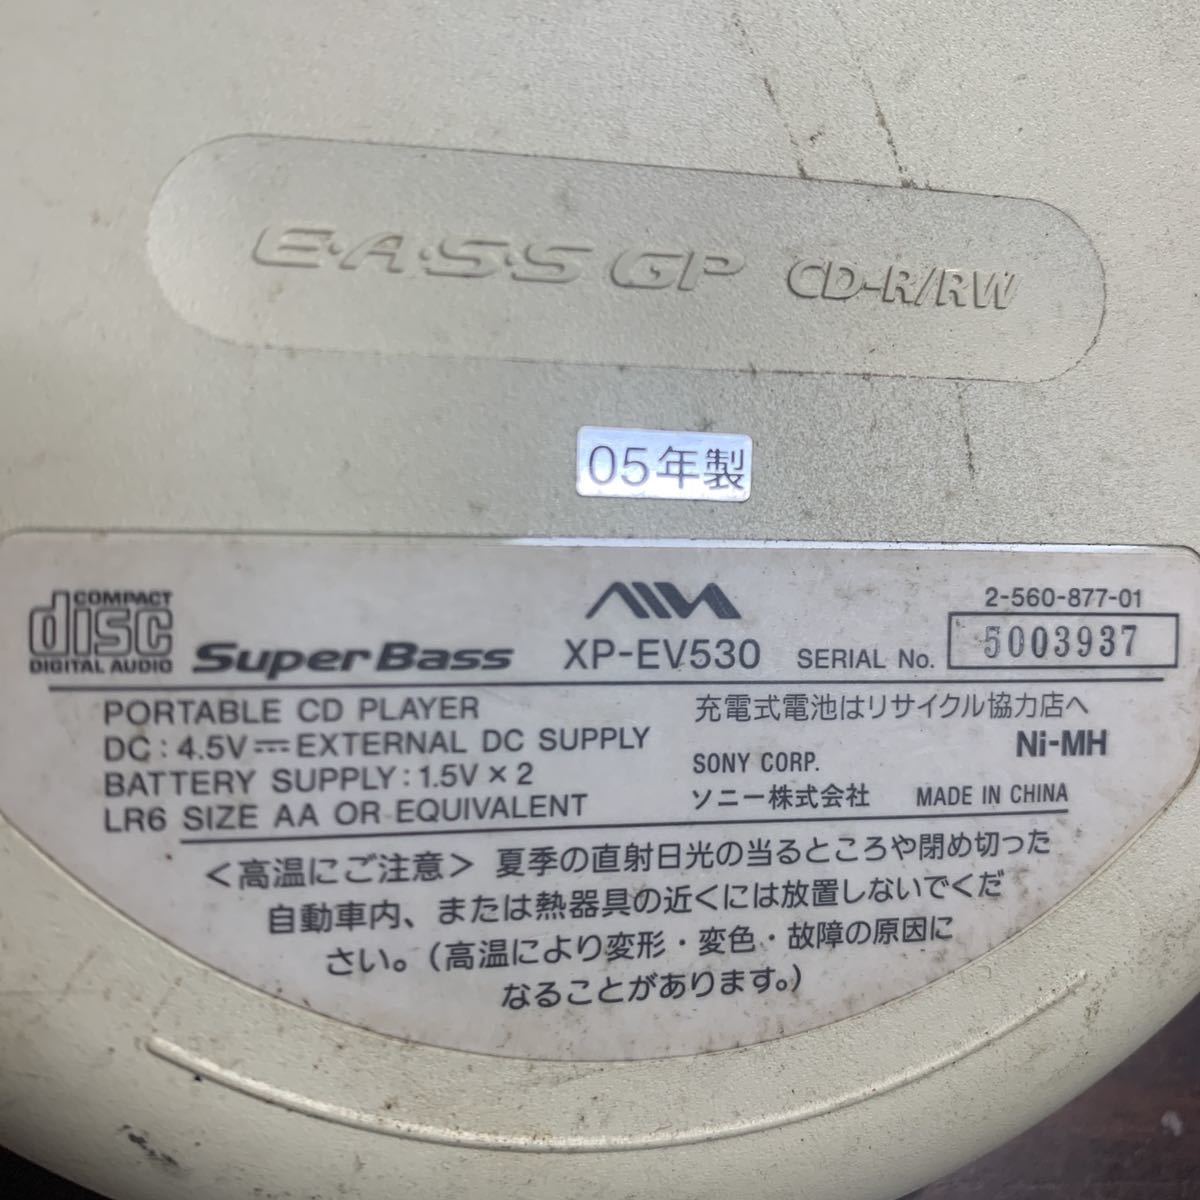 E·A·S·S GP CD-R/RW
05年製
COMPACT
disc
DIGITAL AUDIO
Super Bass
AIWA
XP-EV530
2-560-877-01
SERIAL No. 5003937
PORTABLE CD PLAYER
DC : 4.5V ⎓ EXTERNAL DC SUPPLY
BATTERY SUPPLY : 1.5V × 2
LR6 SIZE AA OR EQUIVALENT
充電式電池はリサイクル協力店へ
Ni-MH
SONY CORP.
ソニー株式会社 MADE IN CHINA
＜高温にご注意＞ 夏季の直射日光の当るところや閉め切った
自動車内、または熱器具の近くには放置しないでくだ
さい。（高温により変形・変色・故障の原因に
なることがあります。）